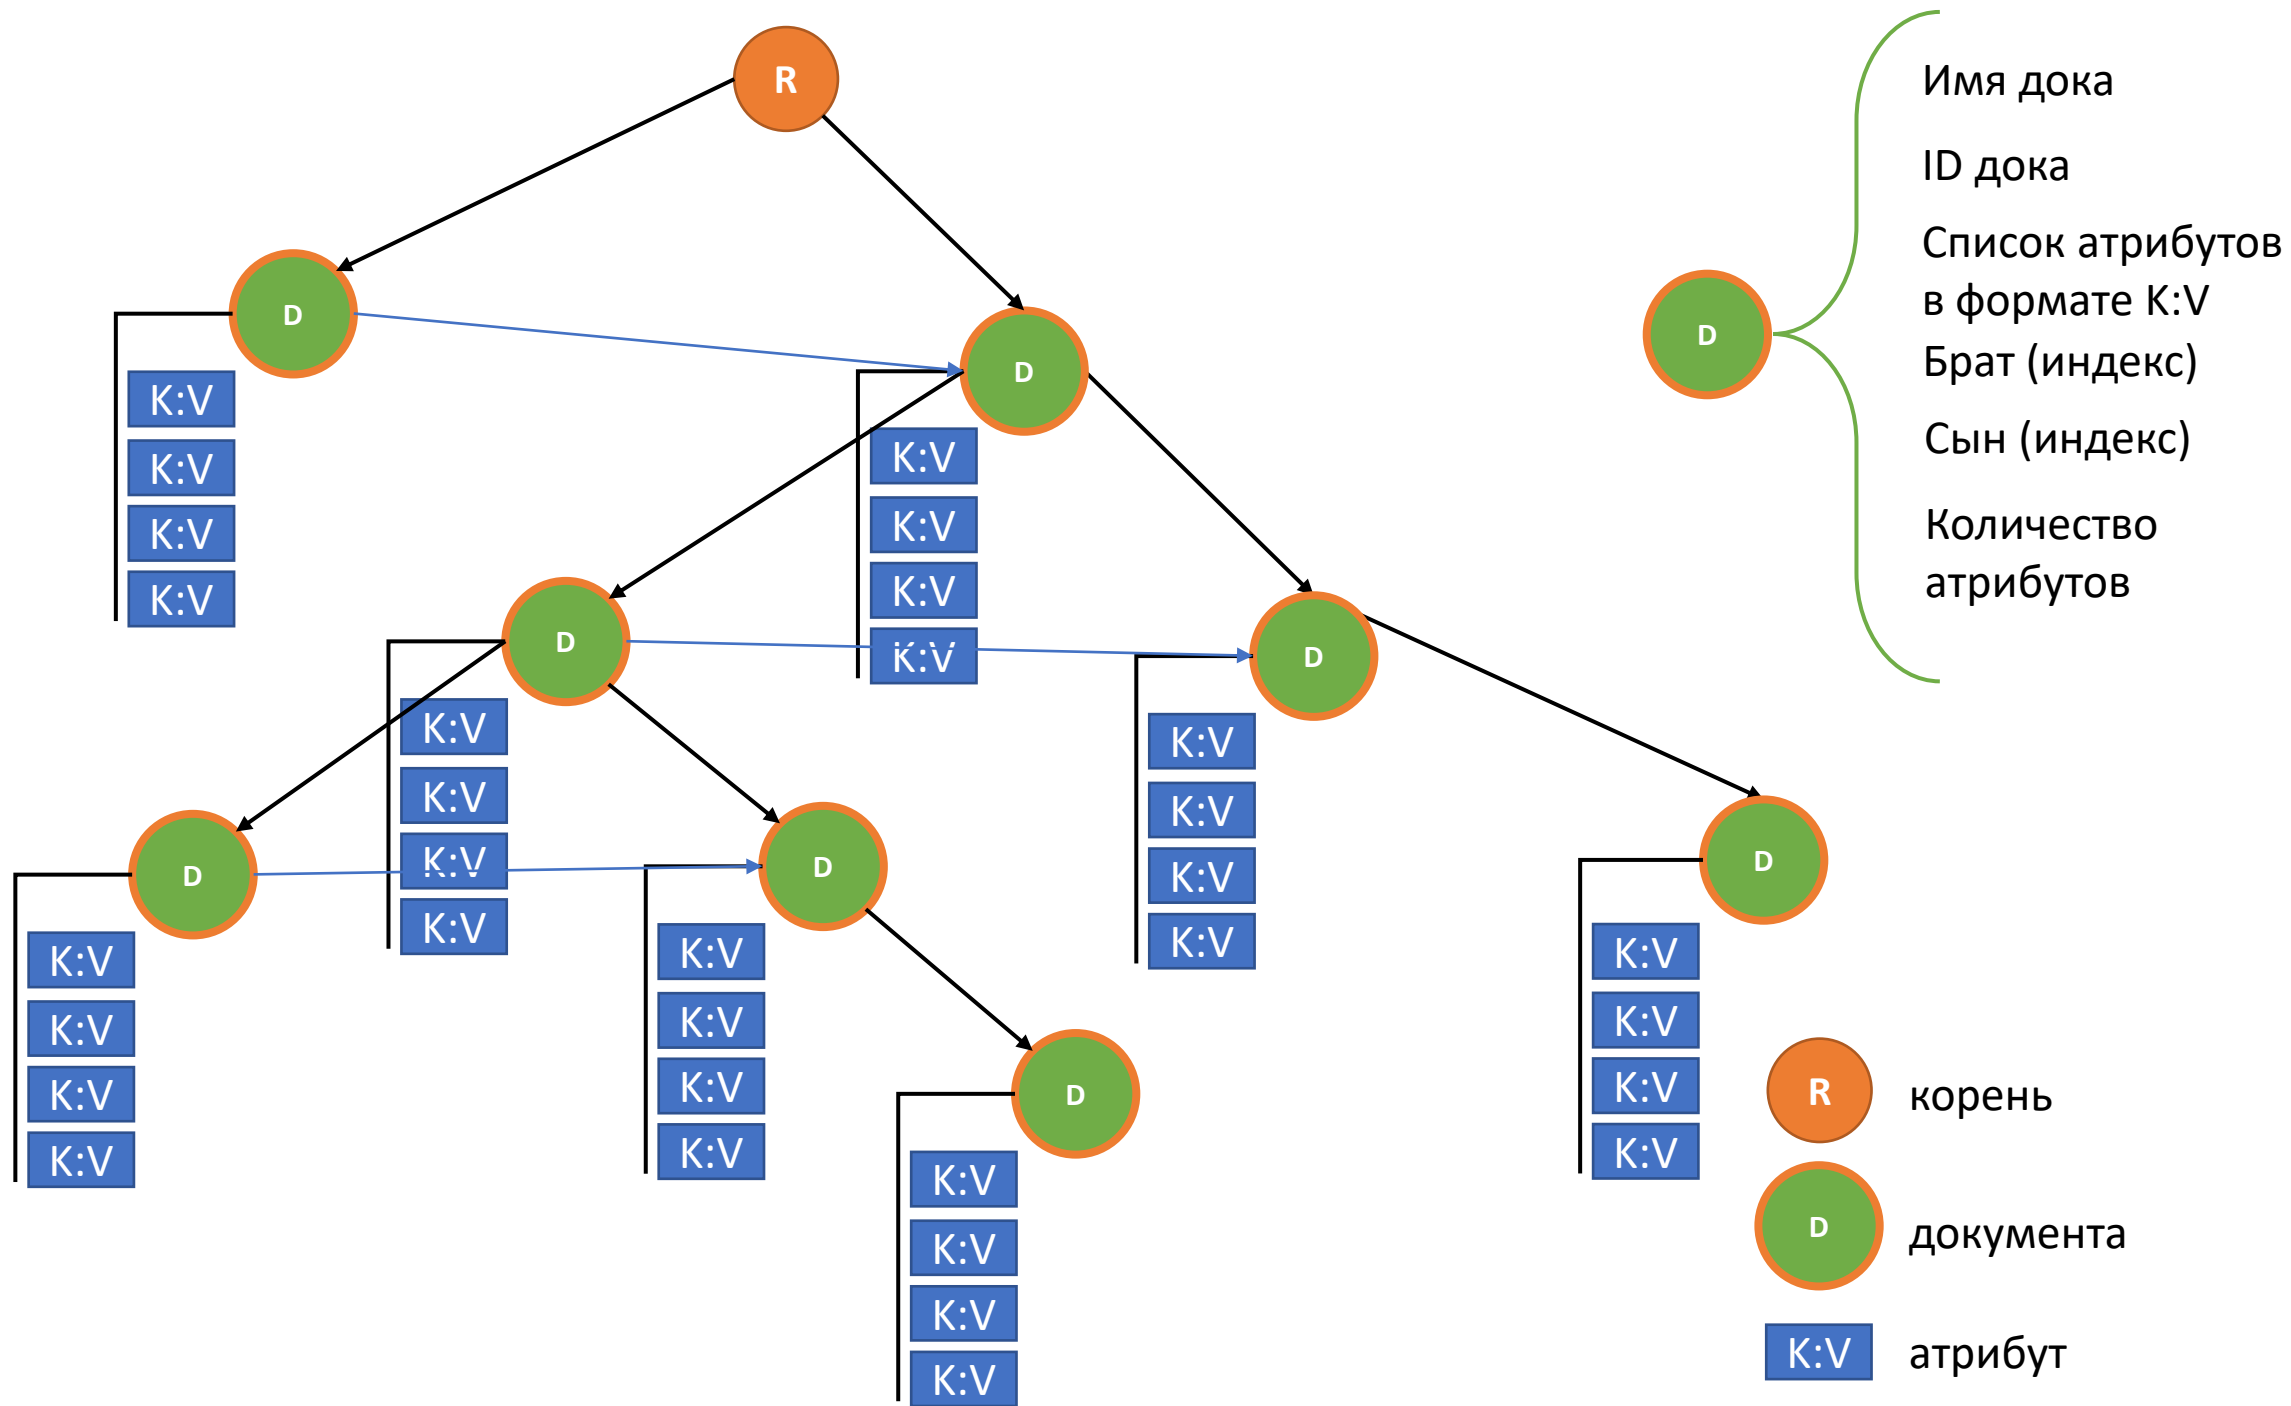 R
Имя дока
ID дока
Список атрибутов
в формате K:V
Брат (индекс)
Сын (индекс)
Количество
атрибутов
D
D
D
K:V
K:V
K:V
K:V
K:V
K:V
K:V
K:V
D
D
K:V
K:V
K:V
K:V
K:V
K:V
K:V
K:V
D
D
D
K:V
K:V
K:V
K:V
K:V
K:V
K:V
K:V
K:V
K:V
K:V
K:V
D
K:V
K:V
K:V
K:V
R корень
D документа
K:V атрибут